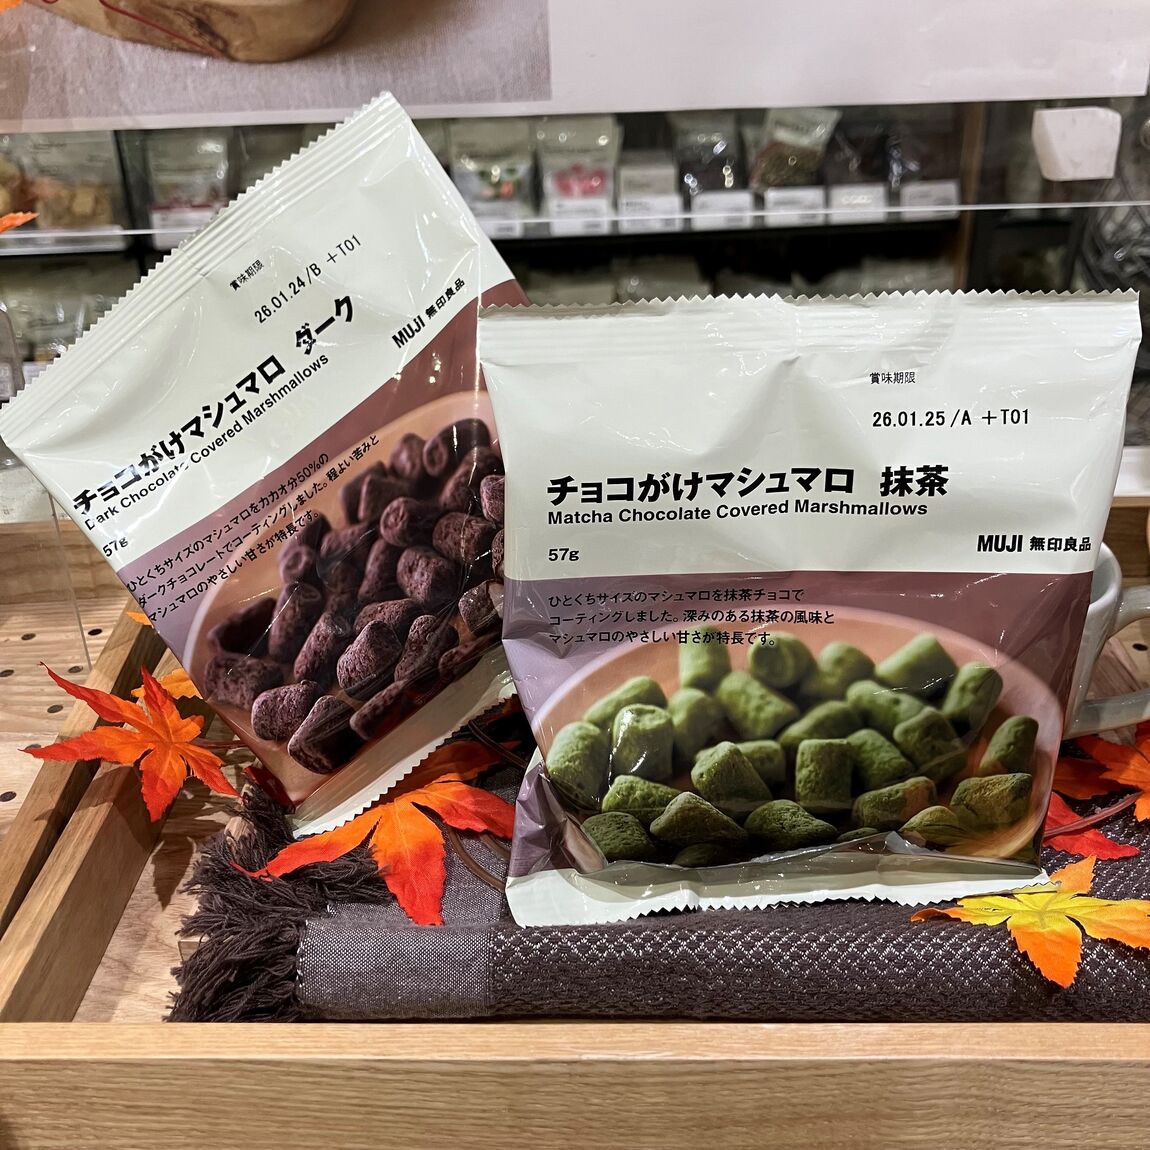 賞味期限
26.01.24/B +T01
チョコがけマシュマロ ダーク
Dark Chocolate Covered Marshmallows
57g
MUJI 無印良品
ひとくちサイズのマシュマロをカカオ分50%の
ダークチョコレートでコーティングしました。程よい苦みと
マシュマロのやさしい甘さが特長です。
賞味期限
26.01.25/A +T01
チョコがけマシュマロ 抹茶
Matcha Chocolate Covered Marshmallows
57g
MUJI 無印良品
ひとくちサイズのマシュマロを抹茶チョコで
コーティングしました。深みのある抹茶の風味と
マシュマロのやさしい甘さが特長です。